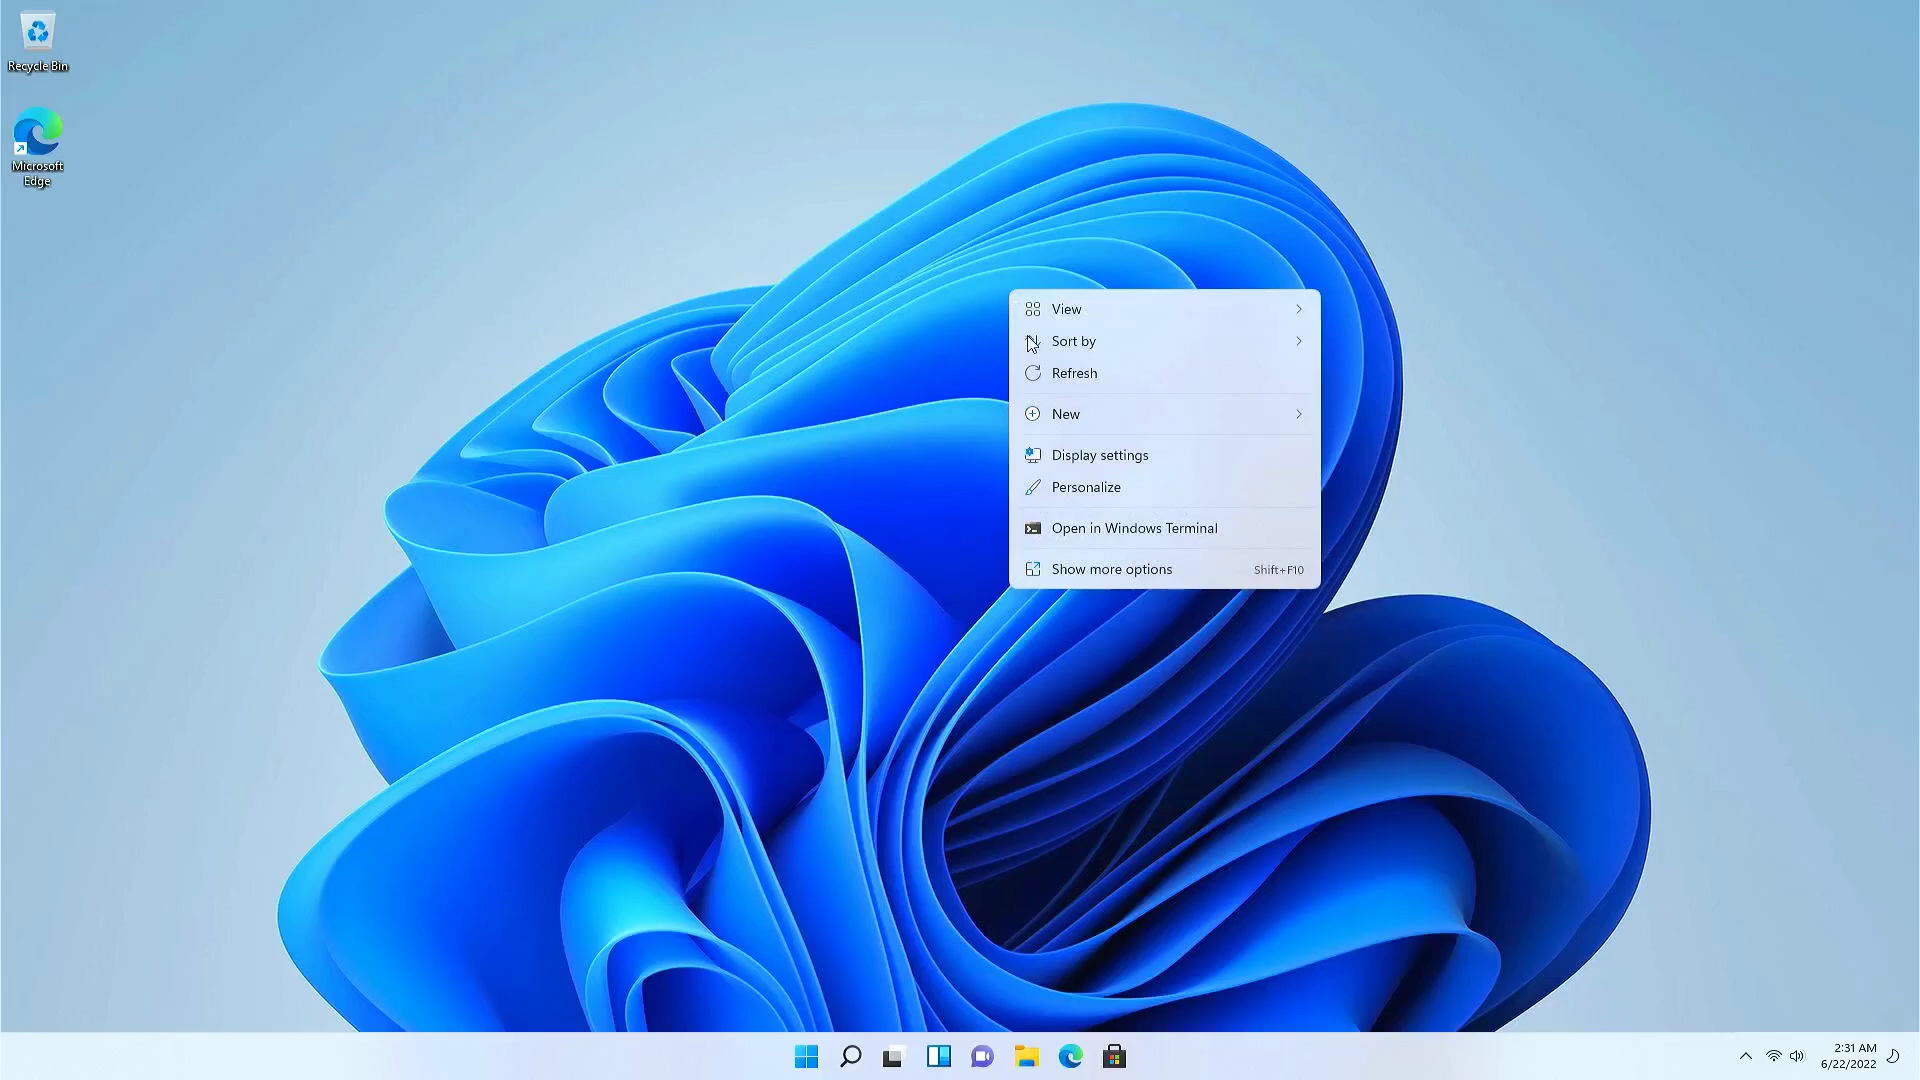 Recycle Bin
Microsoft
Edge
View
Sort by
Refresh
New
Display settings
Personalize
Open in Windows Terminal
Show more options Shift+F10
2:31 AM
6/22/2022